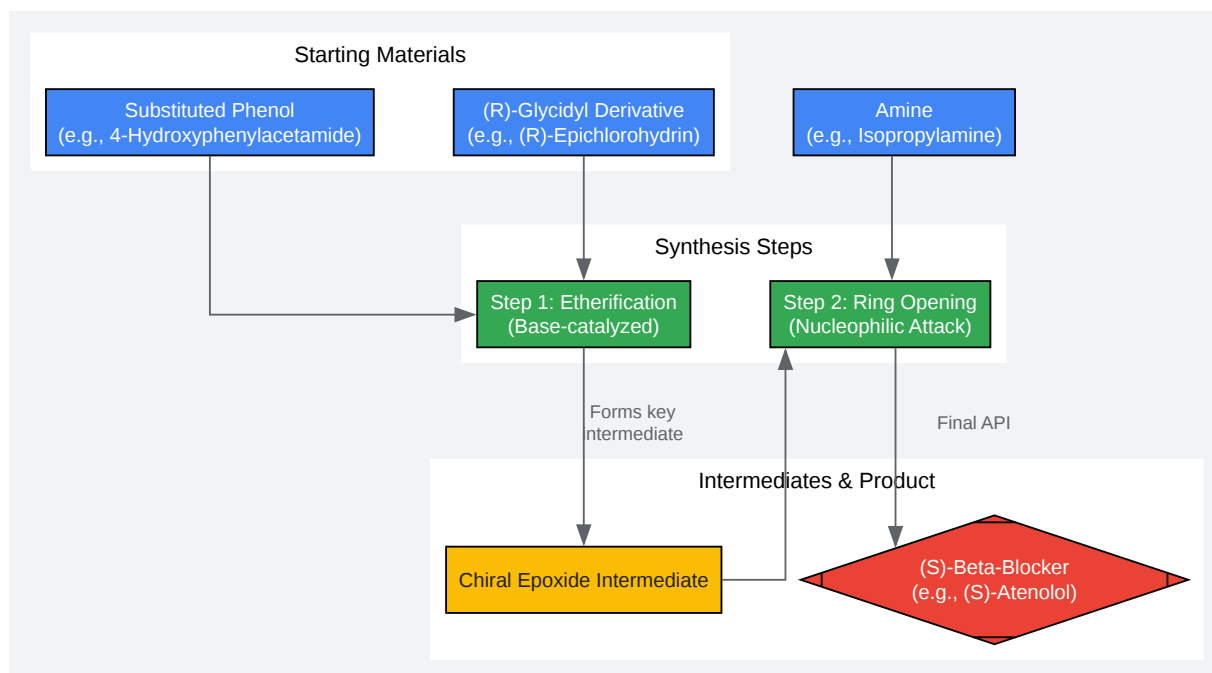 Starting Materials
Substituted Phenol
(e.g., 4-Hydroxyphenylacetamide)
(R)-Glycidyl Derivative
(e.g., (R)-Epichlorohydrin)
Amine
(e.g., Isopropylamine)
Synthesis Steps
Step 1: Etherification
(Base-catalyzed)
Step 2: Ring Opening
(Nucleophilic Attack)
Forms key
intermediate
Final API
Intermediates & Product
Chiral Epoxide Intermediate
(S)-Beta-Blocker
(e.g., (S)-Atenolol)